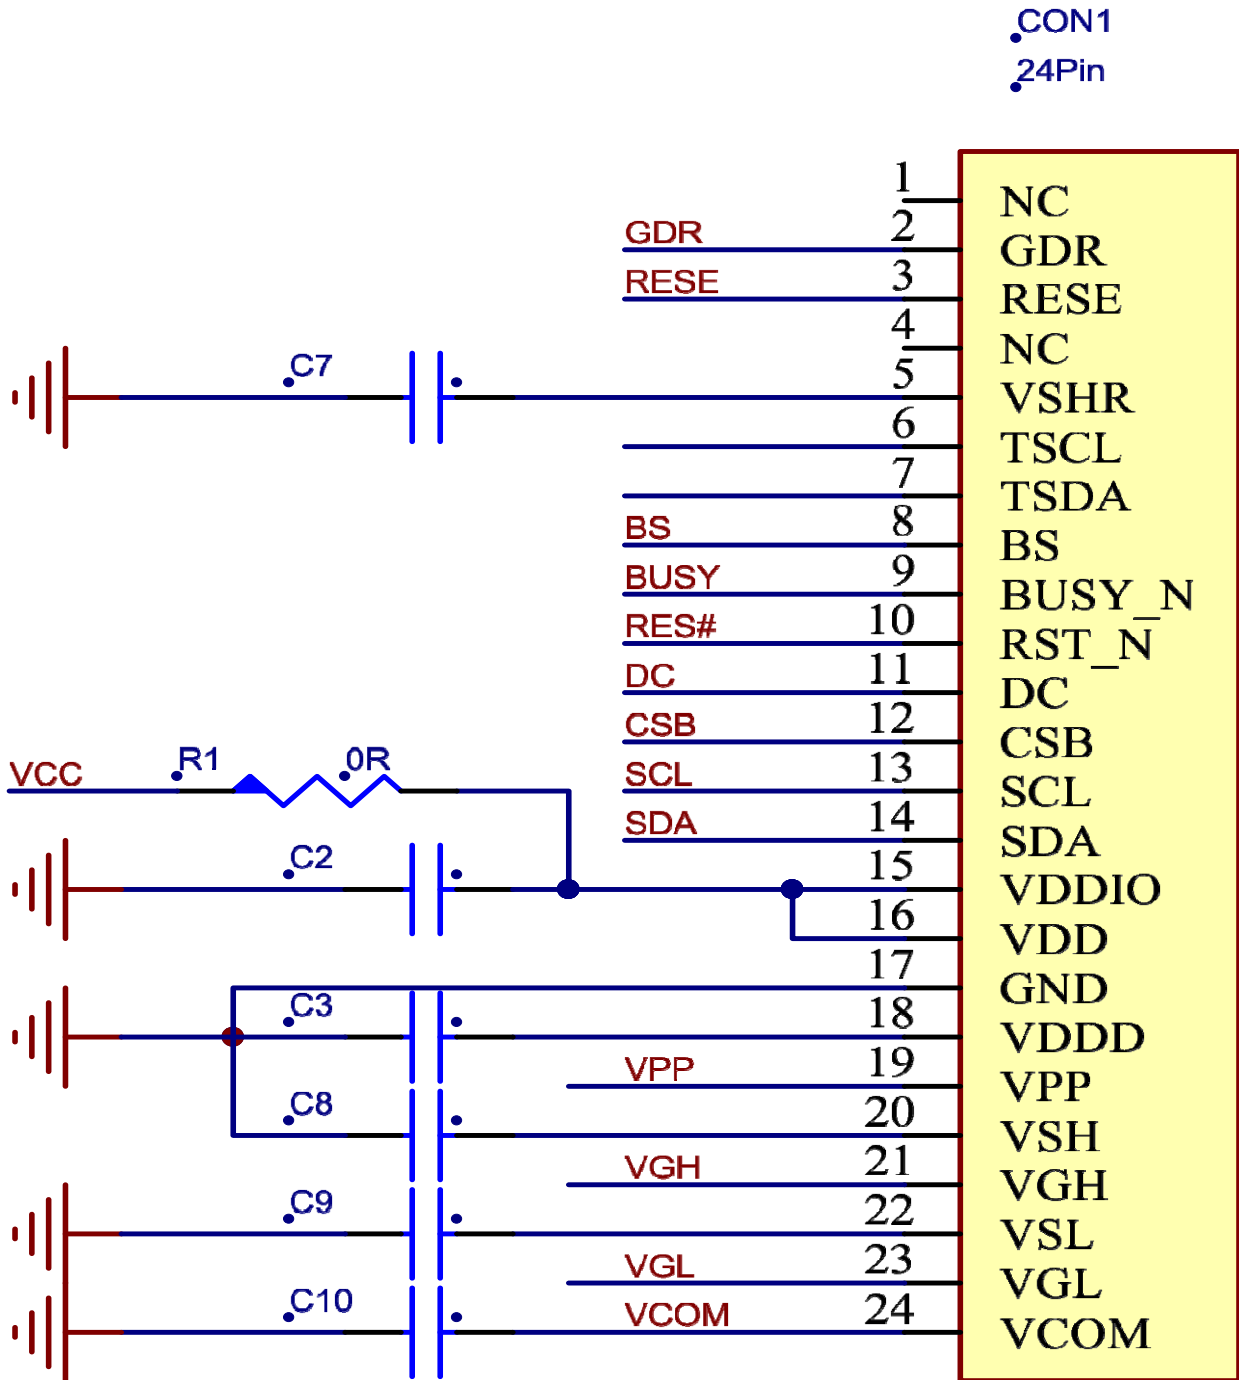 CON1
24Pin
1 NC
GDR 2 GDR
RESE 3 RESE
4 NC
C7 5 VSHR
6 TSCL
7 TSDA
BS 8 BS
BUSY 9 BUSY_N
RES# 10 RST_N
DC 11 DC
CSB 12 CSB
VCC R1 0R SCL 13 SCL
SDA 14 SDA
C2 15 VDDIO
16 VDD
17 GND
C3 18 VDDD
VPP 19 VPP
C8 20 VSH
VGH 21 VGH
C9 22 VSL
VGL 23 VGL
C10 VCOM 24 VCOM